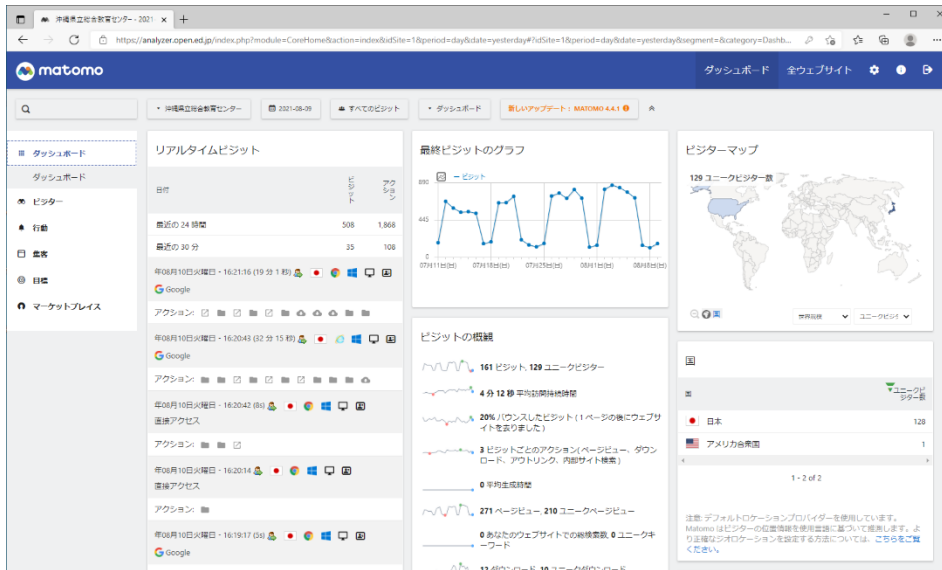 沖縄県立総合教育センター - 2021
https://analyzer.open.ed.jp/index.php?module=CoreHome&action=index&idSite=1&period=day&date=yesterday#?idSite=1&period=day&date=yesterday&segment=&category=Dashb...
matomo
ダッシュボード 全ウェブサイト
沖縄県立総合教育センター
2021-08-09
すべてのビジット
ダッシュボード
新しいアップデート: MATOMO 4.4.1
ダッシュボード
ダッシュボード
ビジター
行動
集客
目標
マーケットプレイス
リアルタイムビジット
日付 ビジット アクション
最近の 24 時間 508 1,868
最近の 30 分 35 108
年08月10日火曜日 - 16:21:16 (19 分 1 秒)
Google
アクション:
年08月10日火曜日 - 16:20:43 (32 分 15 秒)
Google
アクション:
年08月10日火曜日 - 16:20:42 (8s)
直接アクセス
アクション:
年08月10日火曜日 - 16:20:14
直接アクセス
アクション:
年08月10日火曜日 - 16:19:17 (5s)
Google
最終ビジットのグラフ
ビジット
890
445
0
07月11日(日) 07月18日(日) 07月25日(日) 08月1日(日) 08月8日(日)
ビジットの概観
161 ビジット, 129 ユニークビジター
4 分 12 秒 平均訪問持続時間
20% バウンスしたビジット (1 ページの後にウェブサ
イトを去りました)
3 ビジットごとのアクション(ページビュー、ダウン
ロード、アウトリンク、内部サイト検索)
0 平均生成時間
271 ページビュー, 210 ユニークページビュー
0 あなたのウェブサイトでの総検索数, 0 ユニークキ
ーワード
12 ダウンロード, 10 ユニークダウンロード
ビジターマップ
129 ユニークビジター数
世界規模
ユニークビジタ
国
国 ユニークビ
ジター数
日本 128
アメリカ合衆国 1
1 - 2 of 2
注意: デフォルトロケーションプロバイダーを使用しています。
Matomo はビジターの位置情報を使用言語に基づいて推測します。よ
り正確なジオロケーションを設定する方法については、こちらをご覧
ください。